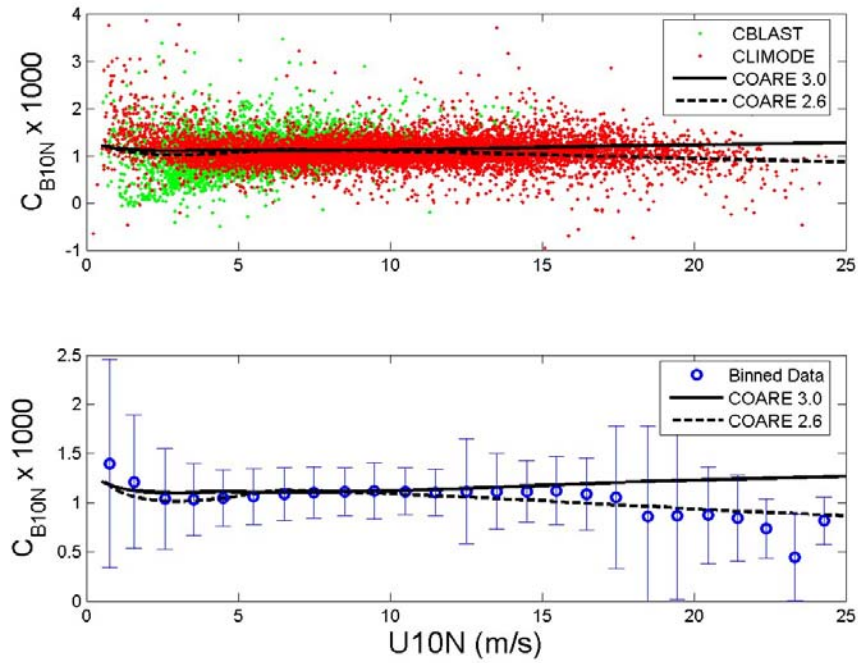 4
3
2
1
0
-1
C_B10N x 1000
0 5 10 15 20 25
CBLAST
CLIMODE
COARE 3.0
COARE 2.6
2.5
2
1.5
1
0.5
0
C_B10N x 1000
0 5 10 15 20 25
U10N (m/s)
Binned Data
COARE 3.0
COARE 2.6